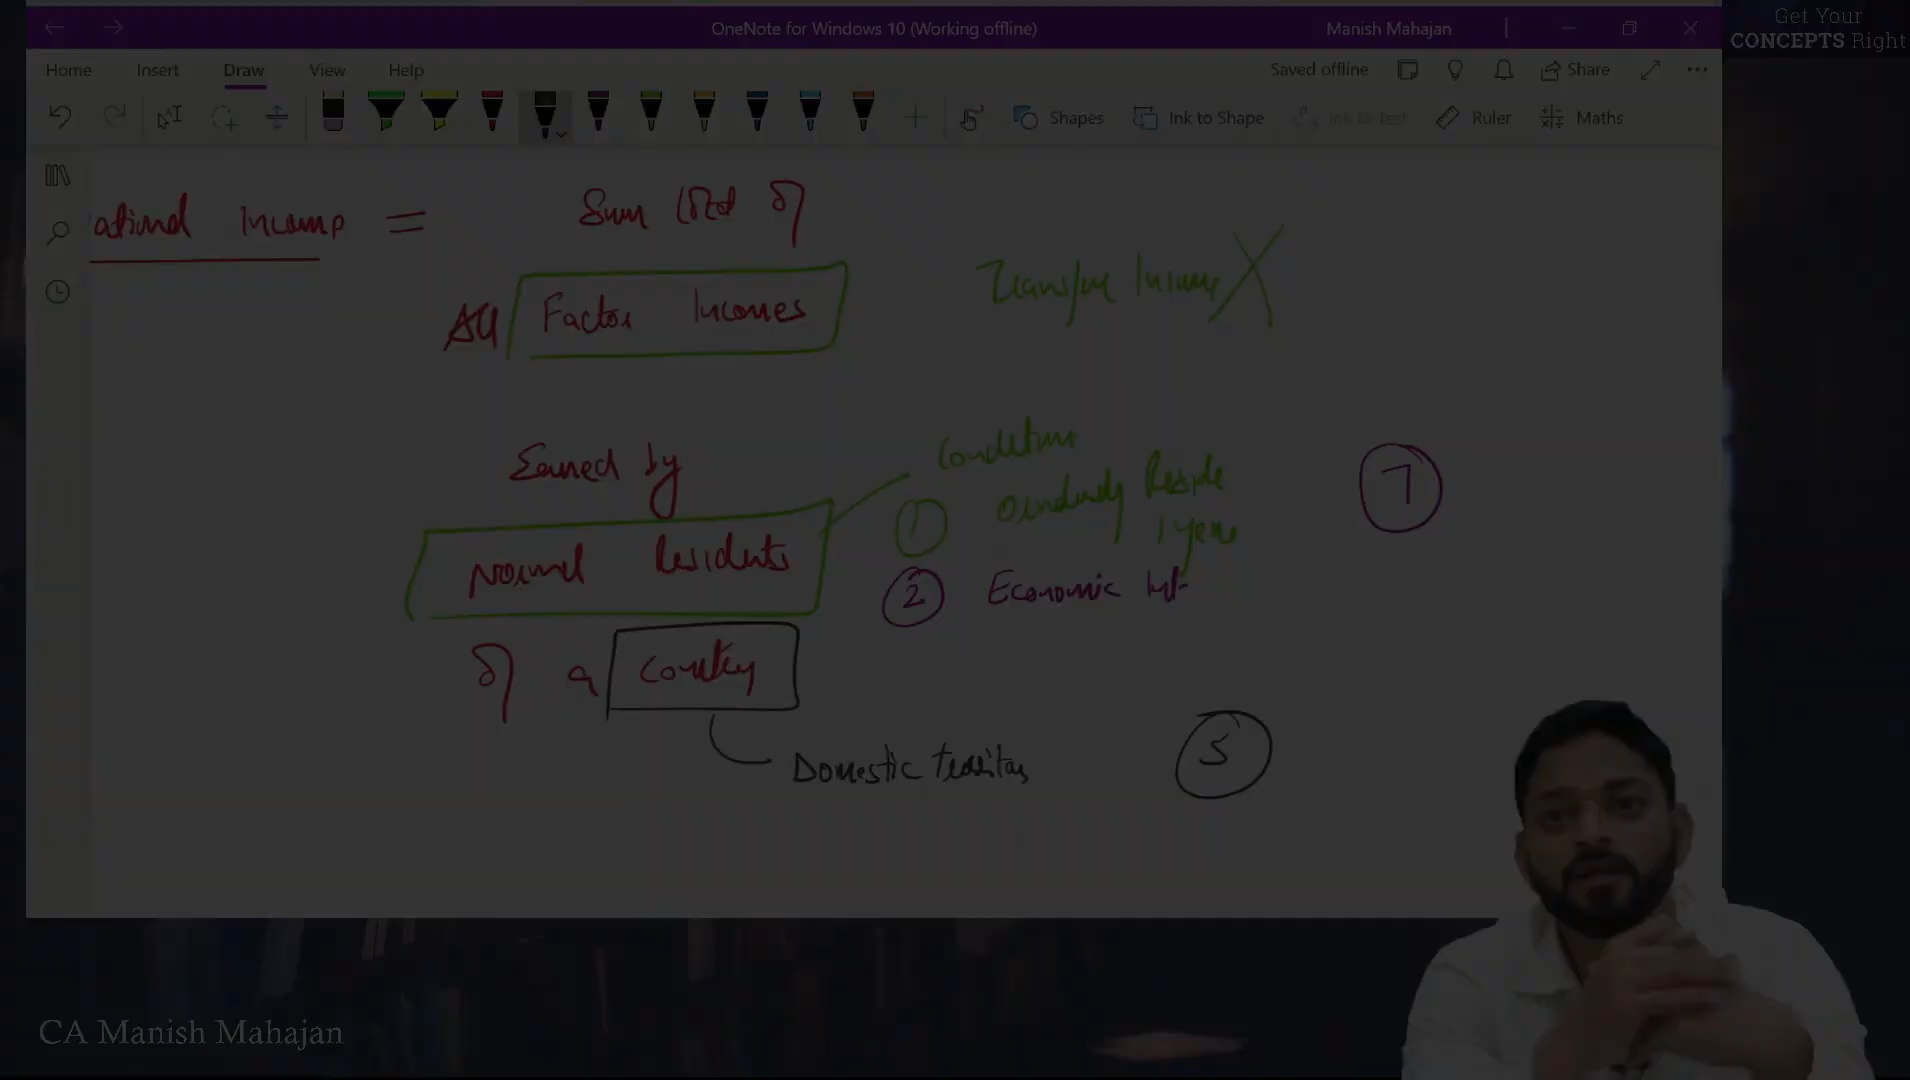 Get Your
CONCEPTS Right
OneNote for Windows 10 (Working offline)
Manish Mahajan
Home Insert Draw View Help
Saved offline
Share
Shapes
Ink to Shape
Ink to Text
Ruler
Maths
ational Income =
Sum total of
All Factor Incomes
Transfer Income X
Earned by
Conditions
Normal Residents
1 Ordinarily Reside
1 year
7
2 Economic Int
of a Country
Domestic territory
5
CA Manish Mahajan